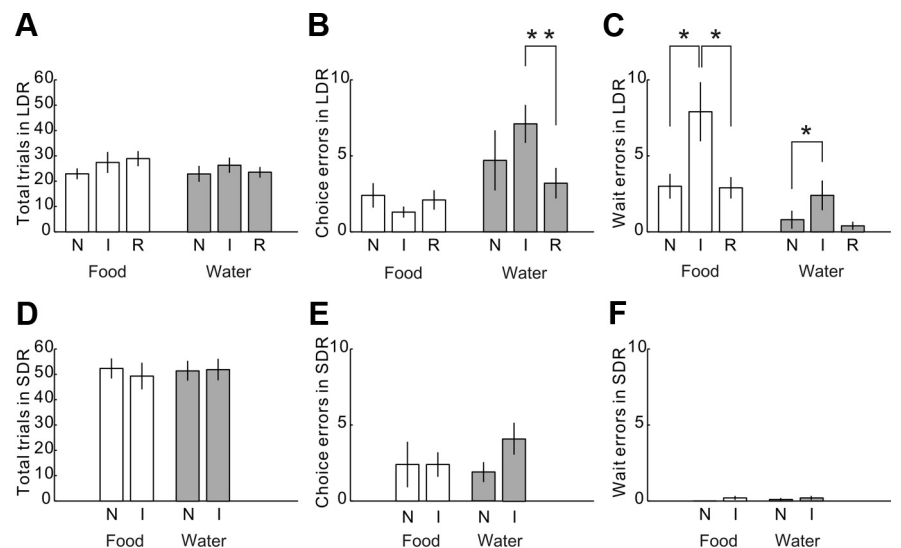 A
Total trials in LDR
60
50
40
30
20
10
0
N I R N I R
Food Water
B
Choice errors in LDR
10
5
0
* *
N I R N I R
Food Water
C
Wait errors in LDR
10
5
0
* *
*
N I R N I R
Food Water
D
Total trials in SDR
60
50
40
30
20
10
0
N I N I
Food Water
E
Choice errors in SDR
10
5
0
N I N I
Food Water
F
Wait errors in SDR
10
5
0
N I N I
Food Water